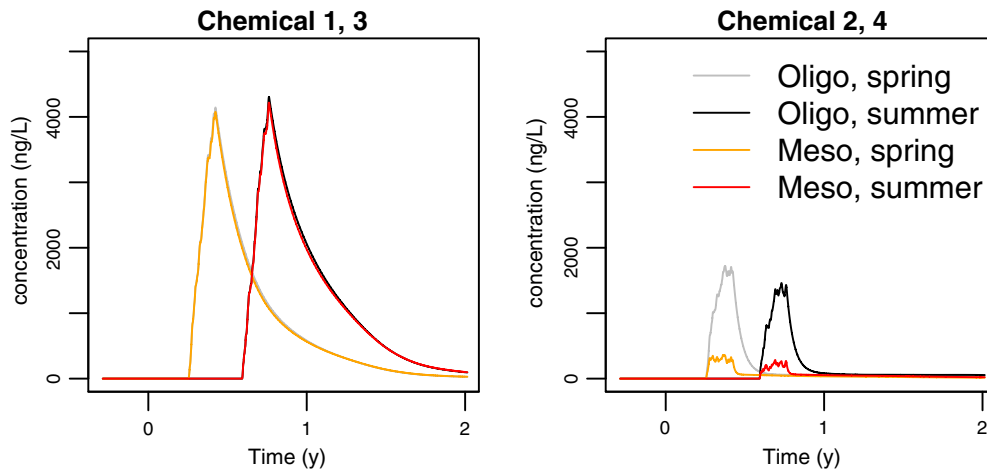 Chemical 1, 3
concentration (ng/L)
4000
2000
0
0
1
2
Time (y)
Chemical 2, 4
Oligo, spring
Oligo, summer
Meso, spring
Meso, summer
concentration (ng/L)
4000
2000
0
0
1
2
Time (y)